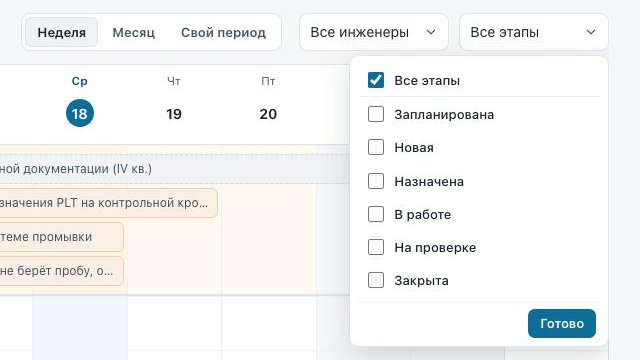 Неделя Месяц Свой период Все инженеры Все этапы
Ср Чт Пт
18 19 20
Все этапы
Запланирована
Новая
Назначена
В работе
На проверке
Закрыта
Готово
ной документации (IV кв.)
значения PLT на контрольной кро...
теме промывки
не берёт пробу, о...